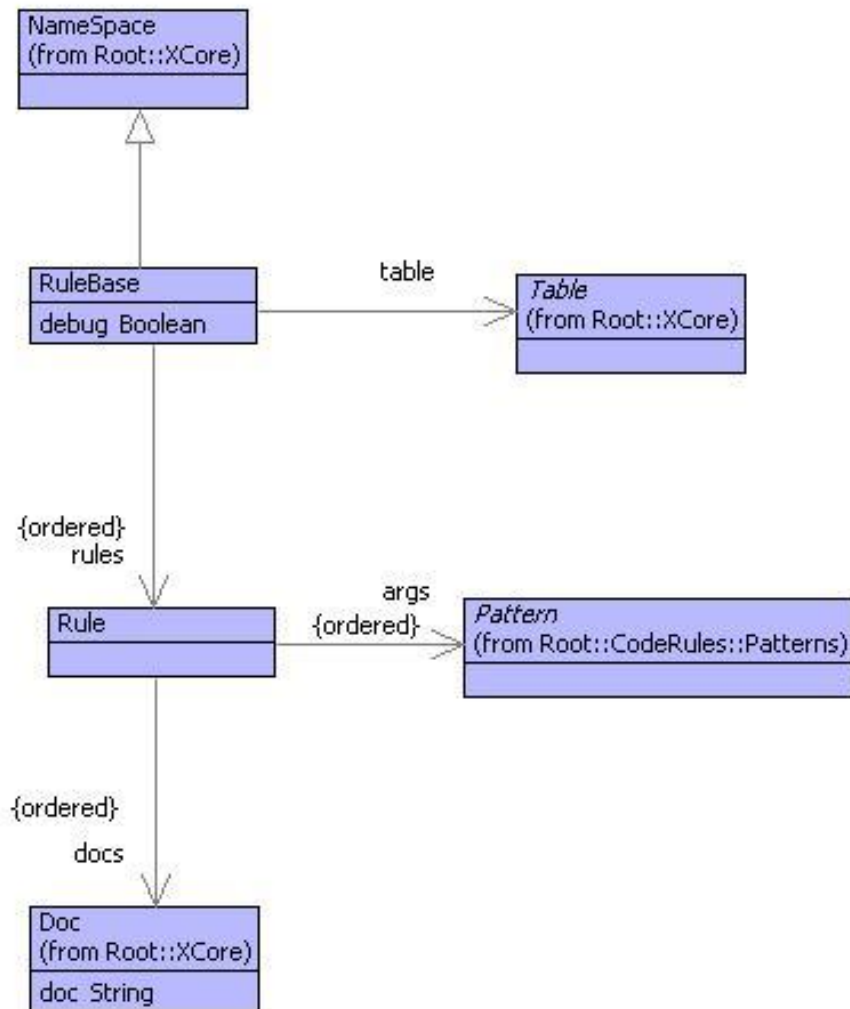 NameSpace
(from Root::XCore)
RuleBase
debug Boolean
table
Table
(from Root::XCore)
{ordered}
rules
Rule
args
{ordered}
Pattern
(from Root::CodeRules::Patterns)
{ordered}
docs
Doc
(from Root::XCore)
doc String